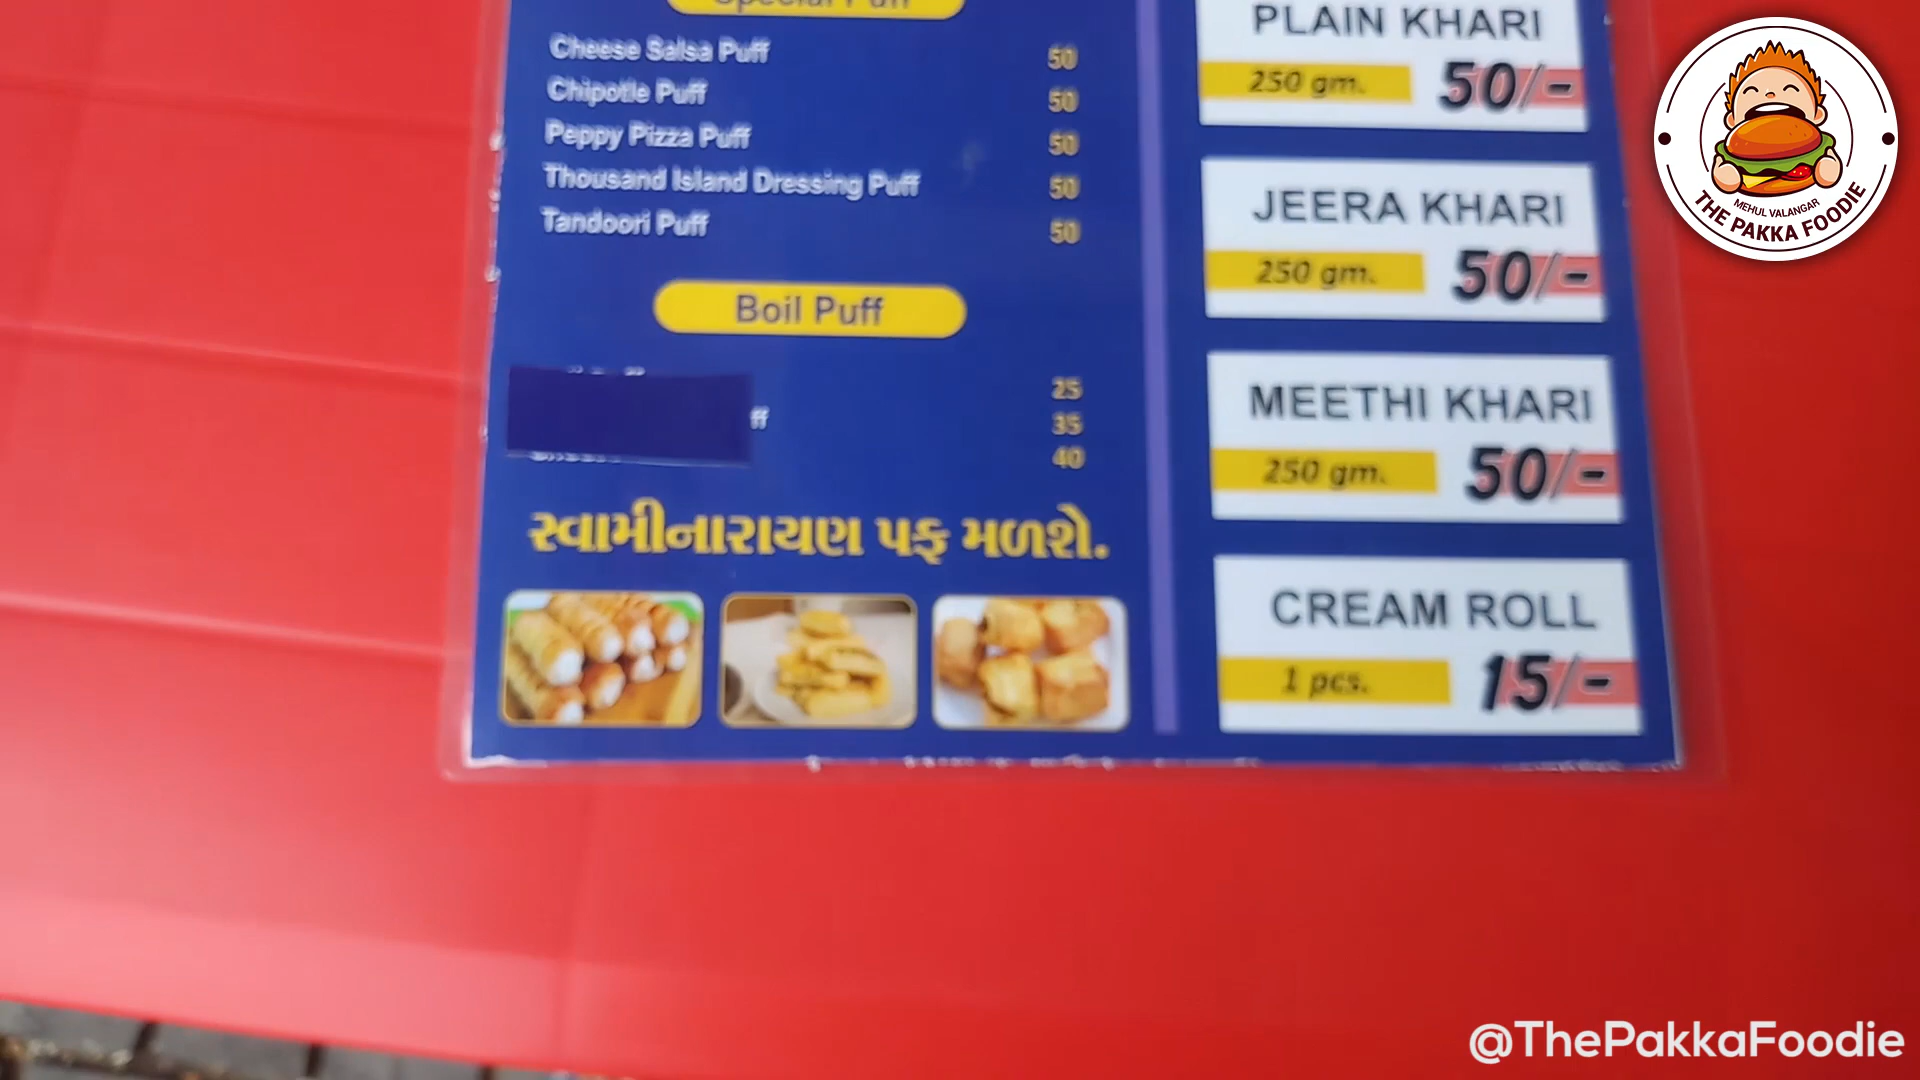 Special Puff
Cheese Salsa Puff 50
Chipotle Puff 50
Peppy Pizza Puff 50
Thousand Island Dressing Puff 50
Tandoori Puff 50
Boil Puff
25
35
40
સ્વામીનારાયણ પફ મળશે.
PLAIN KHARI
250 gm. 50/-
JEERA KHARI
250 gm. 50/-
MEETHI KHARI
250 gm. 50/-
CREAM ROLL
1 pcs. 15/-
MEHUL VALANGAR
THE PAKKA FOODIE
@ThePakkaFoodie